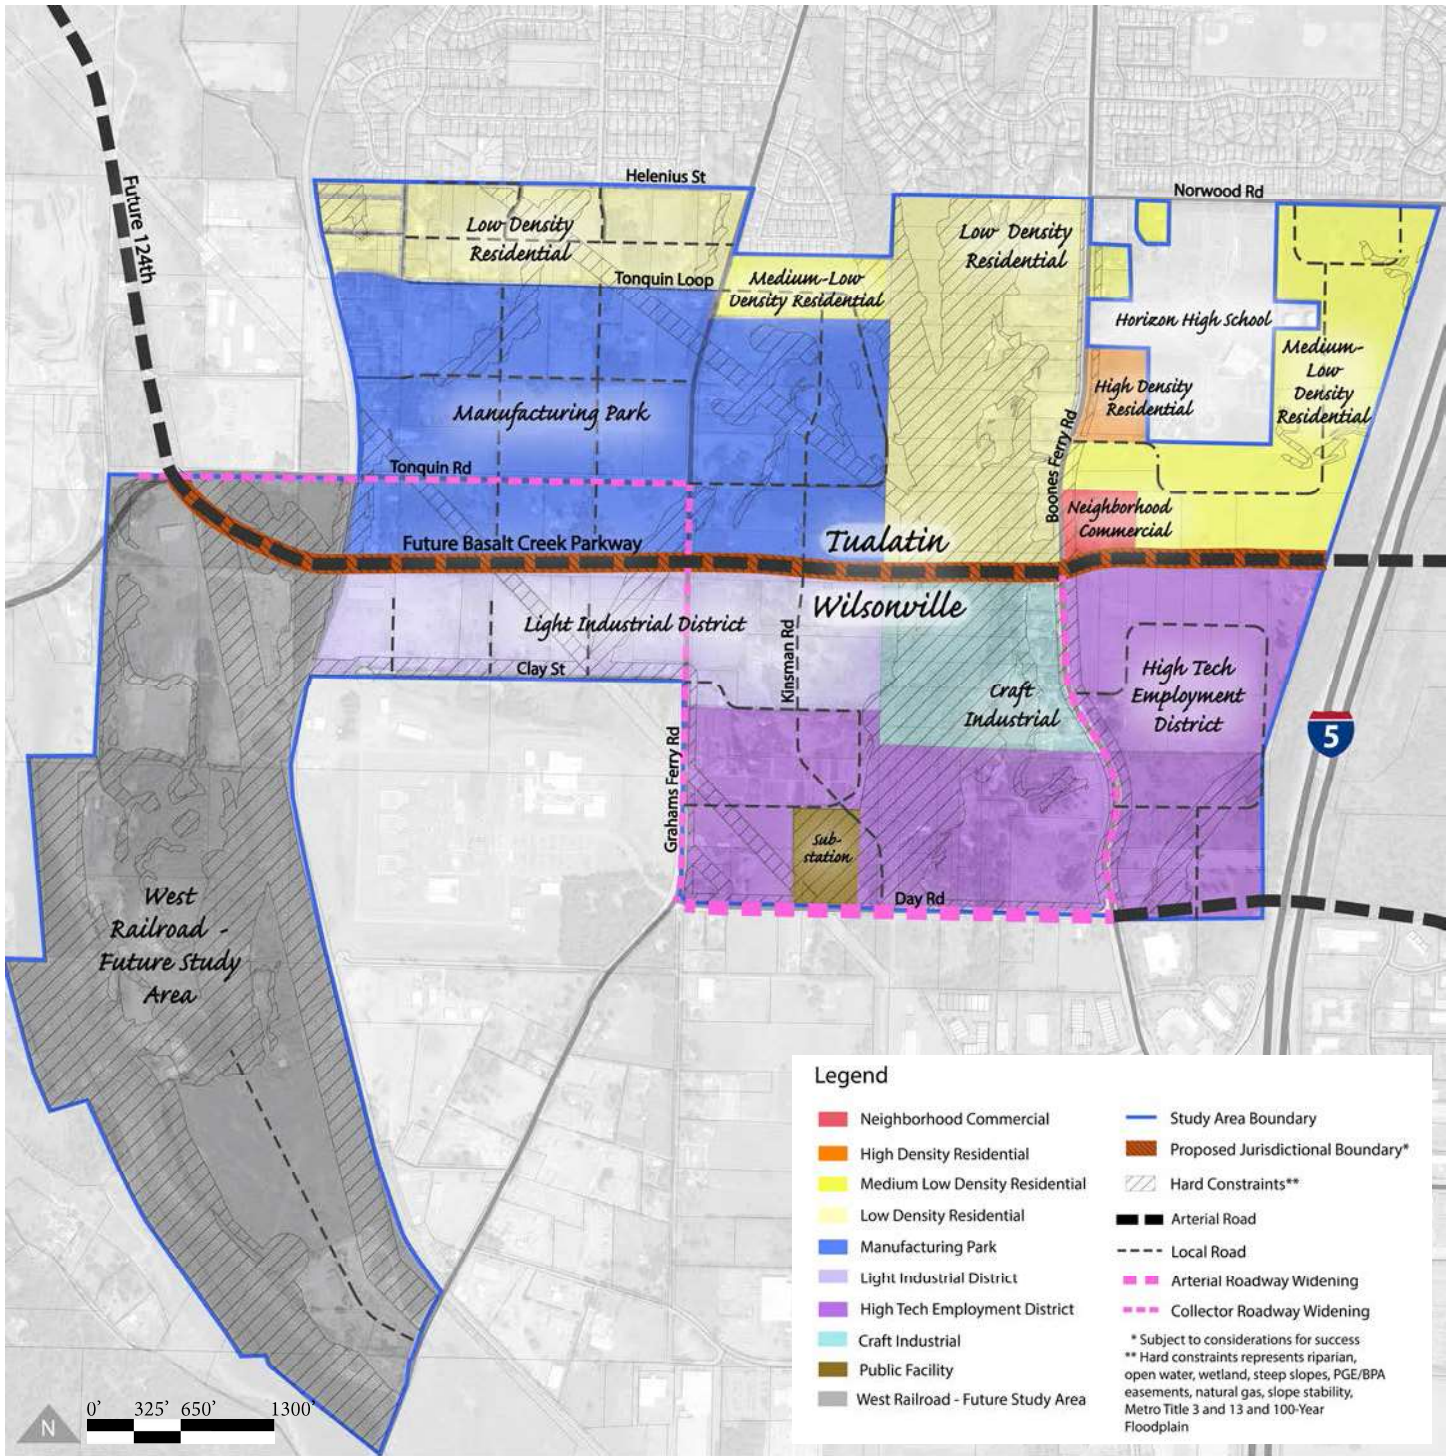 Helenius St
Norwood Rd
Future 124th
Low Density
Residential
Low Density
Residential
Tonquin Loop
Medium-Low
Density Residential
Horizon High School
Medium-
Low
Density
Residential
High Density
Residential
Manufacturing Park
Boones Ferry Rd
Tonquin Rd
Neighborhood
Commercial
Future Basalt Creek Parkway
Tualatin
Wilsonville
Light Industrial District
Kinsman Rd
Clay St
High Tech
Employment
District
Craft
Industrial
5
Grahams Ferry Rd
Sub-
station
Day Rd
West
Railroad -
Future Study
Area
Legend
Neighborhood Commercial
High Density Residential
Medium Low Density Residential
Low Density Residential
Manufacturing Park
Light Industrial District
High Tech Employment District
Craft Industrial
Public Facility
West Railroad - Future Study Area
Study Area Boundary
Proposed Jurisdictional Boundary*
Hard Constraints**
Arterial Road
Local Road
Arterial Roadway Widening
Collector Roadway Widening
* Subject to considerations for success
** Hard constraints represents riparian,
open water, wetland, steep slopes, PGE/BPA
easements, natural gas, slope stability,
Metro Title 3 and 13 and 100-Year
Floodplain
N
0' 325' 650' 1300'